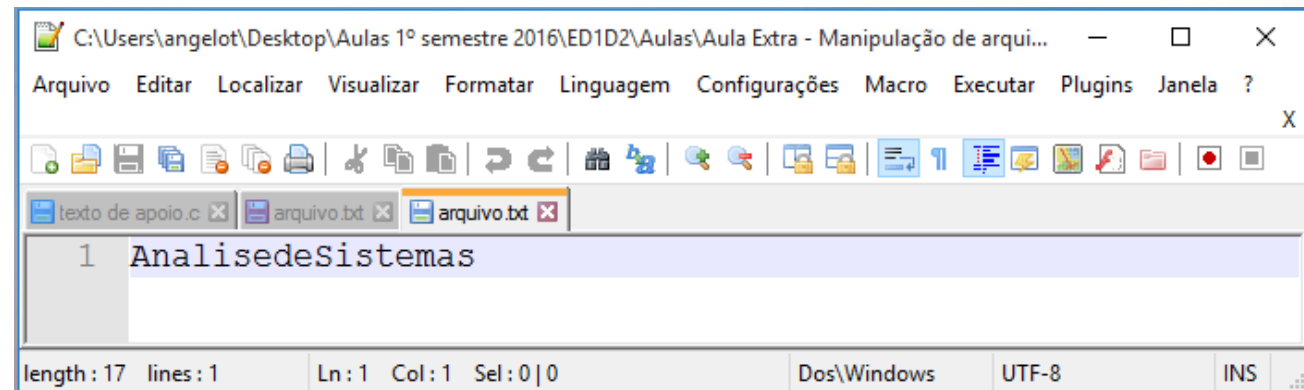 C:\Users\angelot\Desktop\Aulas 1º semestre 2016\ED1D2\Aulas\Aula Extra - Manipulação de arqui...
Arquivo Editar Localizar Visualizar Formatar Linguagem Configurações Macro Executar Plugins Janela ?
X
texto de apoio.c arquivo.txt arquivo.txt
1 AnalisedeSistemas
length : 17 lines : 1 Ln : 1 Col : 1 Sel : 0 | 0 Dos\Windows UTF-8 INS